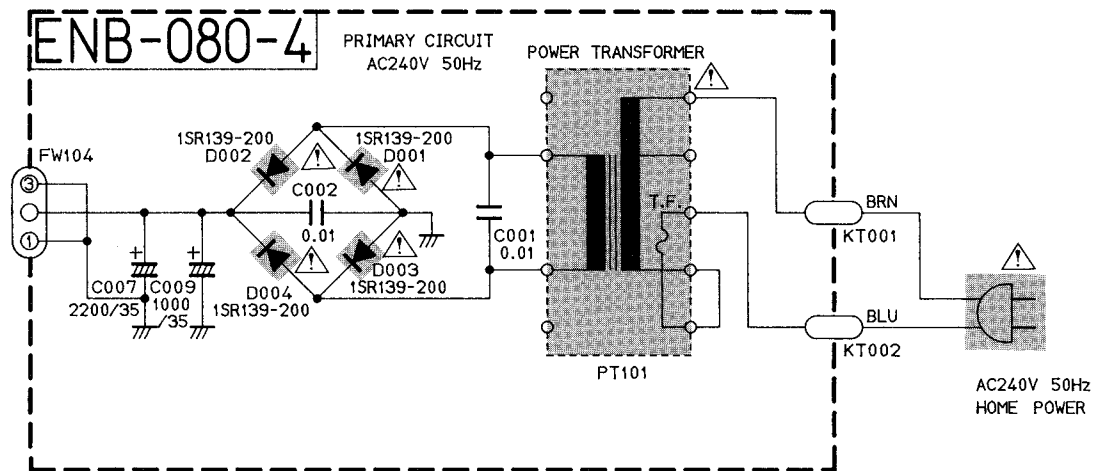 ENB-080-4
PRIMARY CIRCUIT
AC240V 50Hz
POWER TRANSFORMER
FW104
3
1
1SR139-200
D002
1SR139-200
D001
C002
0.01
C001
0.01
T.F.
BRN
KT001
D003
1SR139-200
D004
1SR139-200
+
+
C007
2200/35
C009
1000
/35
BLU
KT002
PT101
AC240V 50Hz
HOME POWER
!
!
!
!
!
!